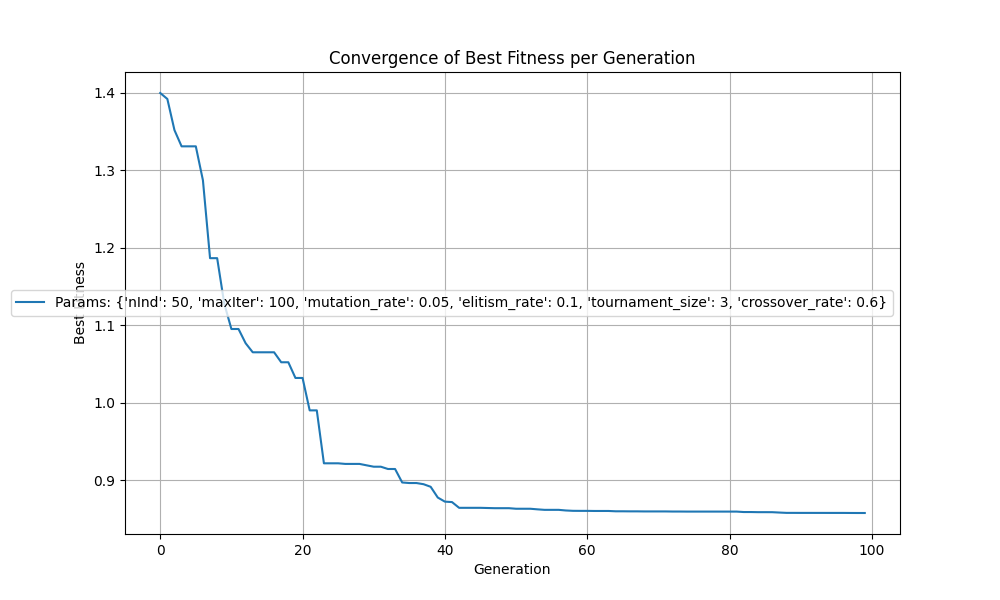 Convergence of Best Fitness per Generation
1.4
1.3
1.2
Best Fitness
Params: {'nInd': 50, 'maxIter': 100, 'mutation_rate': 0.05, 'elitism_rate': 0.1, 'tournament_size': 3, 'crossover_rate': 0.6}
1.1
1.0
0.9
0 20 40 60 80 100
Generation